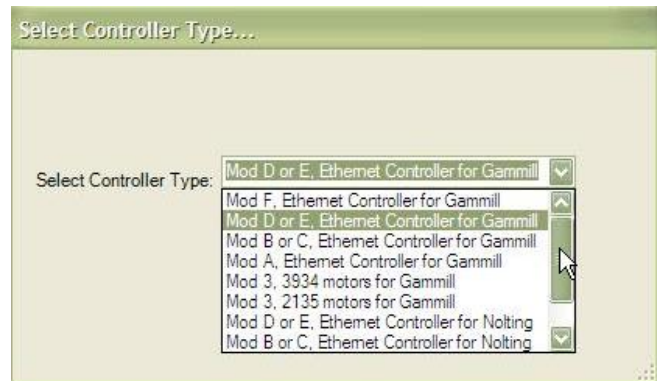 Select Controller Type...
Select Controller Type: Mod D or E, Ethernet Controller for Gammill
Mod F, Ethernet Controller for Gammill
Mod D or E, Ethernet Controller for Gammill
Mod B or C, Ethernet Controller for Gammill
Mod A, Ethernet Controller for Gammill
Mod 3, 3934 motors for Gammill
Mod 3, 2135 motors for Gammill
Mod D or E, Ethernet Controller for Nolting
Mod B or C, Ethernet Controller for Nolting